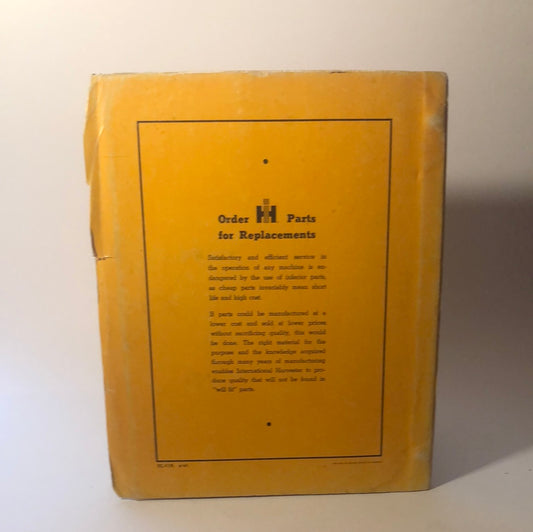 Order IH Parts
for Replacements
Satisfactory and efficient service in
the operation of any machine is en-
dangered by the use of inferior parts,
as cheap parts invariably mean short
life and high cost.
If parts could be manufactured at a
lower cost and sold at lower prices
without sacrificing quality, this would
be done. The right material for the
purpose and the knowledge acquired
through many years of manufacturing
enables International Harvester to pro-
duce quality that will not be found in
"will fit" parts.